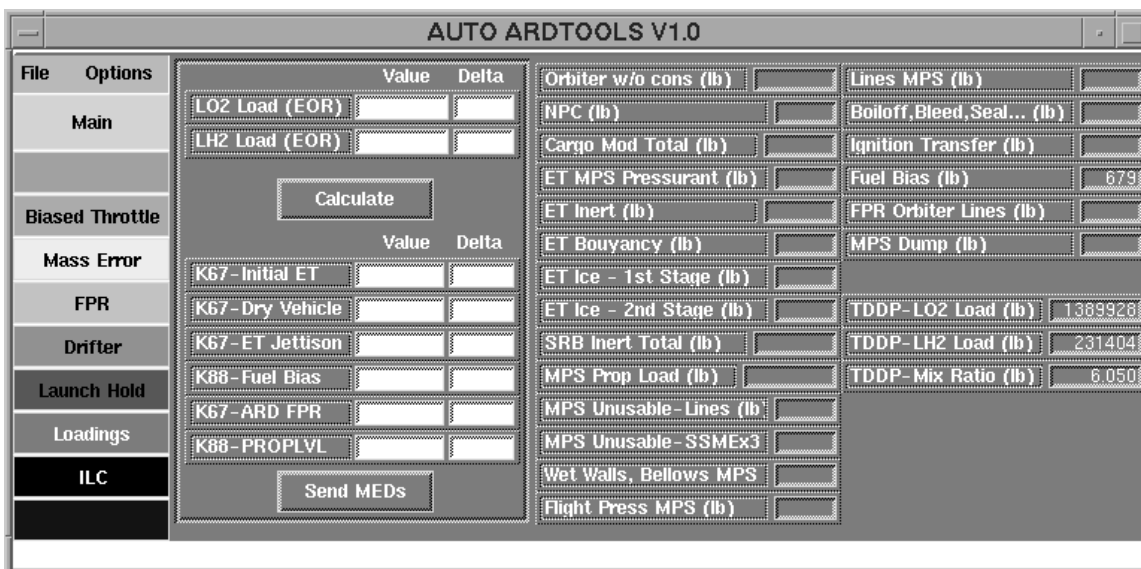 AUTO ARDTOOLS V1.0
File Options
Main
Biased Throttle
Mass Error
FPR
Drifter
Launch Hold
Loadings
ILC
Value Delta
LO2 Load (EOR)
LH2 Load (EOR)
Calculate
Value Delta
K67-Initial ET
K67-Dry Vehicle
K67-ET Jettison
K88-Fuel Bias
K67-ARD FPR
K88-PROPLVL
Send MEDs
Orbiter w/o cons (lb)
NPC (lb)
Cargo Mod Total (lb)
ET MPS Pressurant (lb)
ET Inert (lb)
ET Bouyancy (lb)
ET Ice - 1st Stage (lb)
ET Ice - 2nd Stage (lb)
SRB Inert Total (lb)
MPS Prop Load (lb)
MPS Unusable-Lines (lb
MPS Unusable-SSMEx3
Wet Walls, Bellows MPS
Flight Press MPS (lb)
Lines MPS (lb)
Boiloff,Bleed,Seal... (lb)
Ignition Transfer (lb)
Fuel Bias (lb) 679
FPR Orbiter Lines (lb)
MPS Dump (lb)
TDDP-LO2 Load (lb) 1389928
TDDP-LH2 Load (lb) 231404
TDDP-Mix Ratio (lb) 6.050